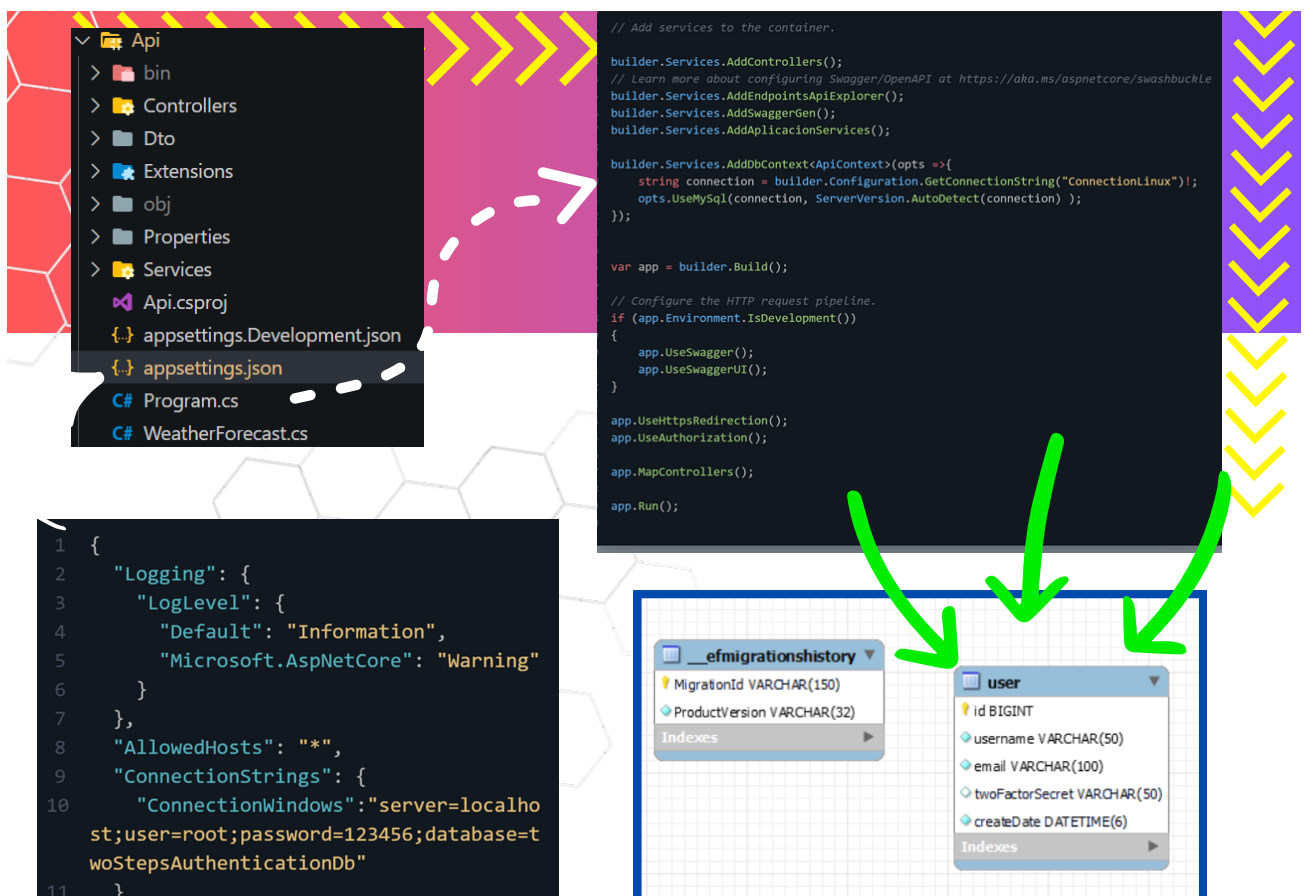 Api
bin
Controllers
Dto
Extensions
obj
Properties
Services
Api.csproj
{..} appsettings.Development.json
{..} appsettings.json
C# Program.cs
C# WeatherForecast.cs
// Add services to the container.
builder.Services.AddControllers();
// Learn more about configuring Swagger/OpenAPI at https://aka.ms/aspnetcore/swashbuckle
builder.Services.AddEndpointsApiExplorer();
builder.Services.AddSwaggerGen();
builder.Services.AddAplicacionServices();
builder.Services.AddDbContext<ApiContext>(opts =>{
string connection = builder.Configuration.GetConnectionString("ConnectionLinux")!;
opts.UseMySql(connection, ServerVersion.AutoDetect(connection) );
});
var app = builder.Build();
// Configure the HTTP request pipeline.
if (app.Environment.IsDevelopment())
{
app.UseSwagger();
app.UseSwaggerUI();
}
app.UseHttpsRedirection();
app.UseAuthorization();
app.MapControllers();
app.Run();
1 {
2 "Logging": {
3 "LogLevel": {
4 "Default": "Information",
5 "Microsoft.AspNetCore": "Warning"
6 }
7 },
8 "AllowedHosts": "*",
9 "ConnectionStrings": {
10 "ConnectionWindows":"server=localho
st;user=root;password=123456;database=t
woStepsAuthenticationDb"
11 }
__efmigrationshistory
MigrationId VARCHAR(150)
ProductVersion VARCHAR(32)
Indexes
user
id BIGINT
username VARCHAR(50)
email VARCHAR(100)
twoFactorSecret VARCHAR(50)
createDate DATETIME(6)
Indexes